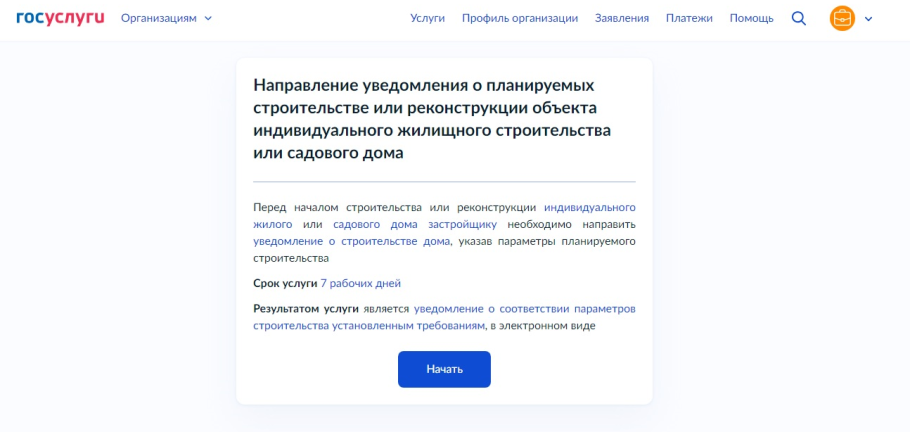 госуслуги Организациям Услуги Профиль организации Заявления Платежи Помощь
Направление уведомления о планируемых
строительстве или реконструкции объекта
индивидуального жилищного строительства
или садового дома
Перед началом строительства или реконструкции индивидуального
жилого или садового дома застройщику необходимо направить
уведомление о строительстве дома, указав параметры планируемого
строительства
Срок услуги 7 рабочих дней
Результатом услуги является уведомление о соответствии параметров
строительства установленным требованиям, в электронном виде
Начать